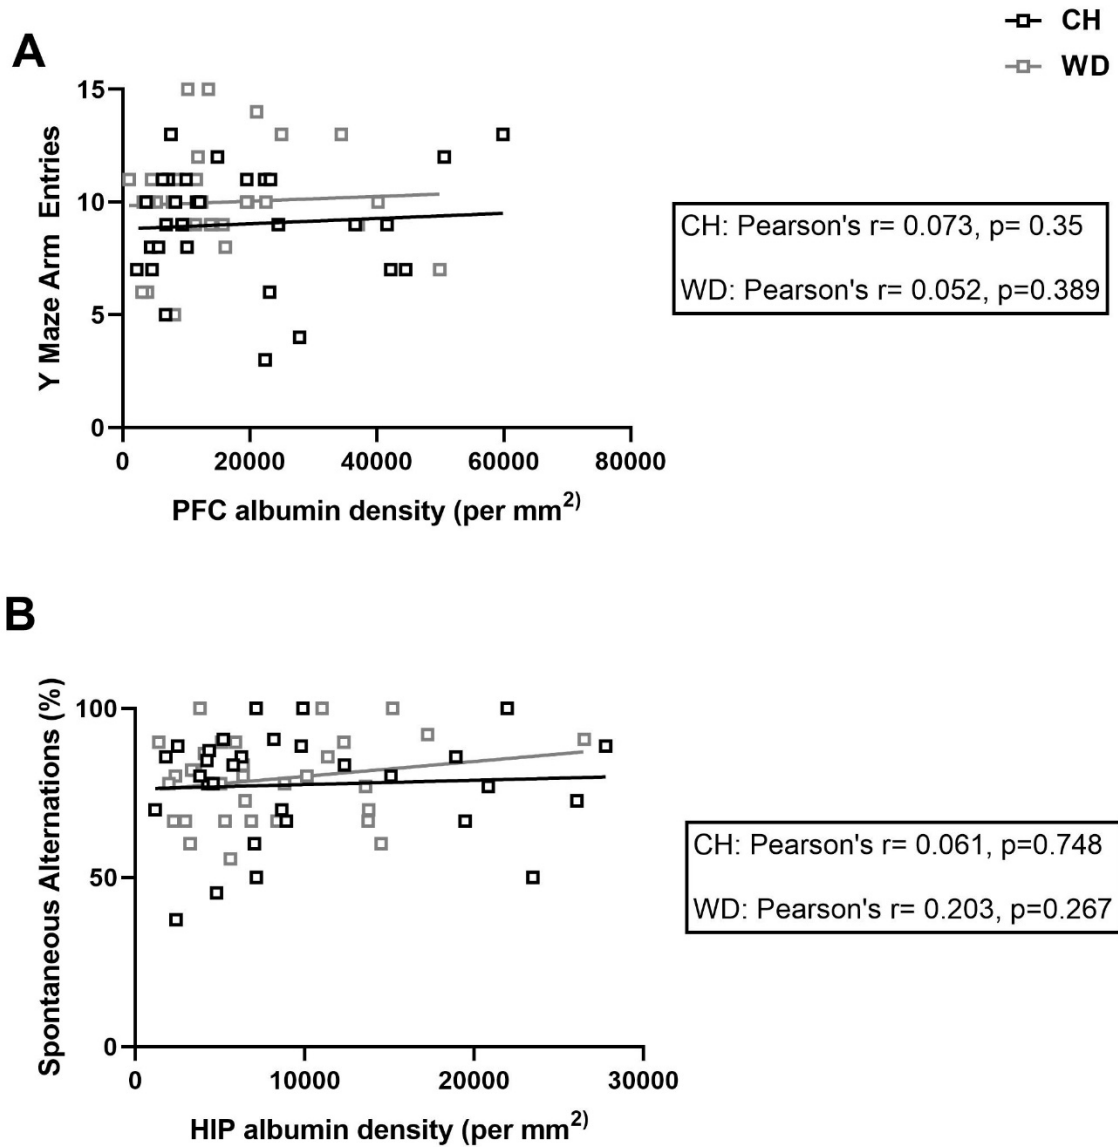 CH
WD
A
15
10
5
0
Y Maze Arm Entries
0 20000 40000 60000 80000
PFC albumin density (per mm²⁾
CH: Pearson's r= 0.073, p= 0.35
WD: Pearson's r= 0.052, p=0.389
B
100
50
0
Spontaneous Alternations (%)
0 10000 20000 30000
HIP albumin density (per mm²⁾
CH: Pearson's r= 0.061, p=0.748
WD: Pearson's r= 0.203, p=0.267